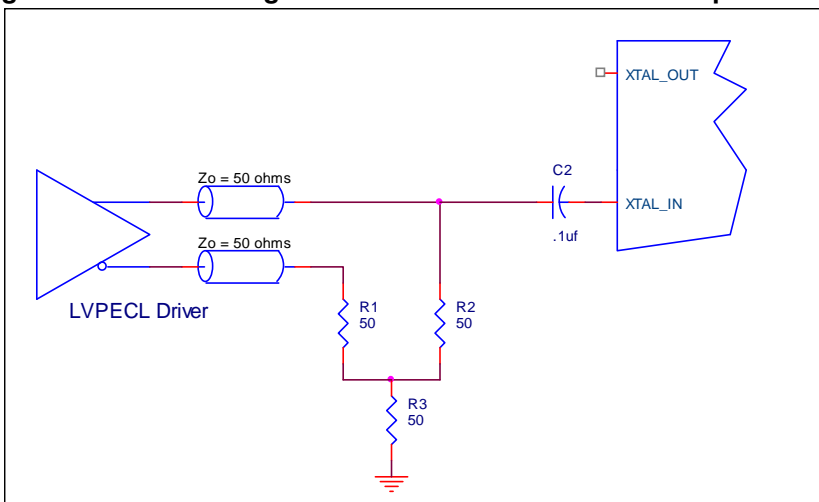 XTAL_OUT
Zo = 50 ohms
C2
XTAL_IN
.1uf
Zo = 50 ohms
LVPECL Driver
R1
50
R2
50
R3
50